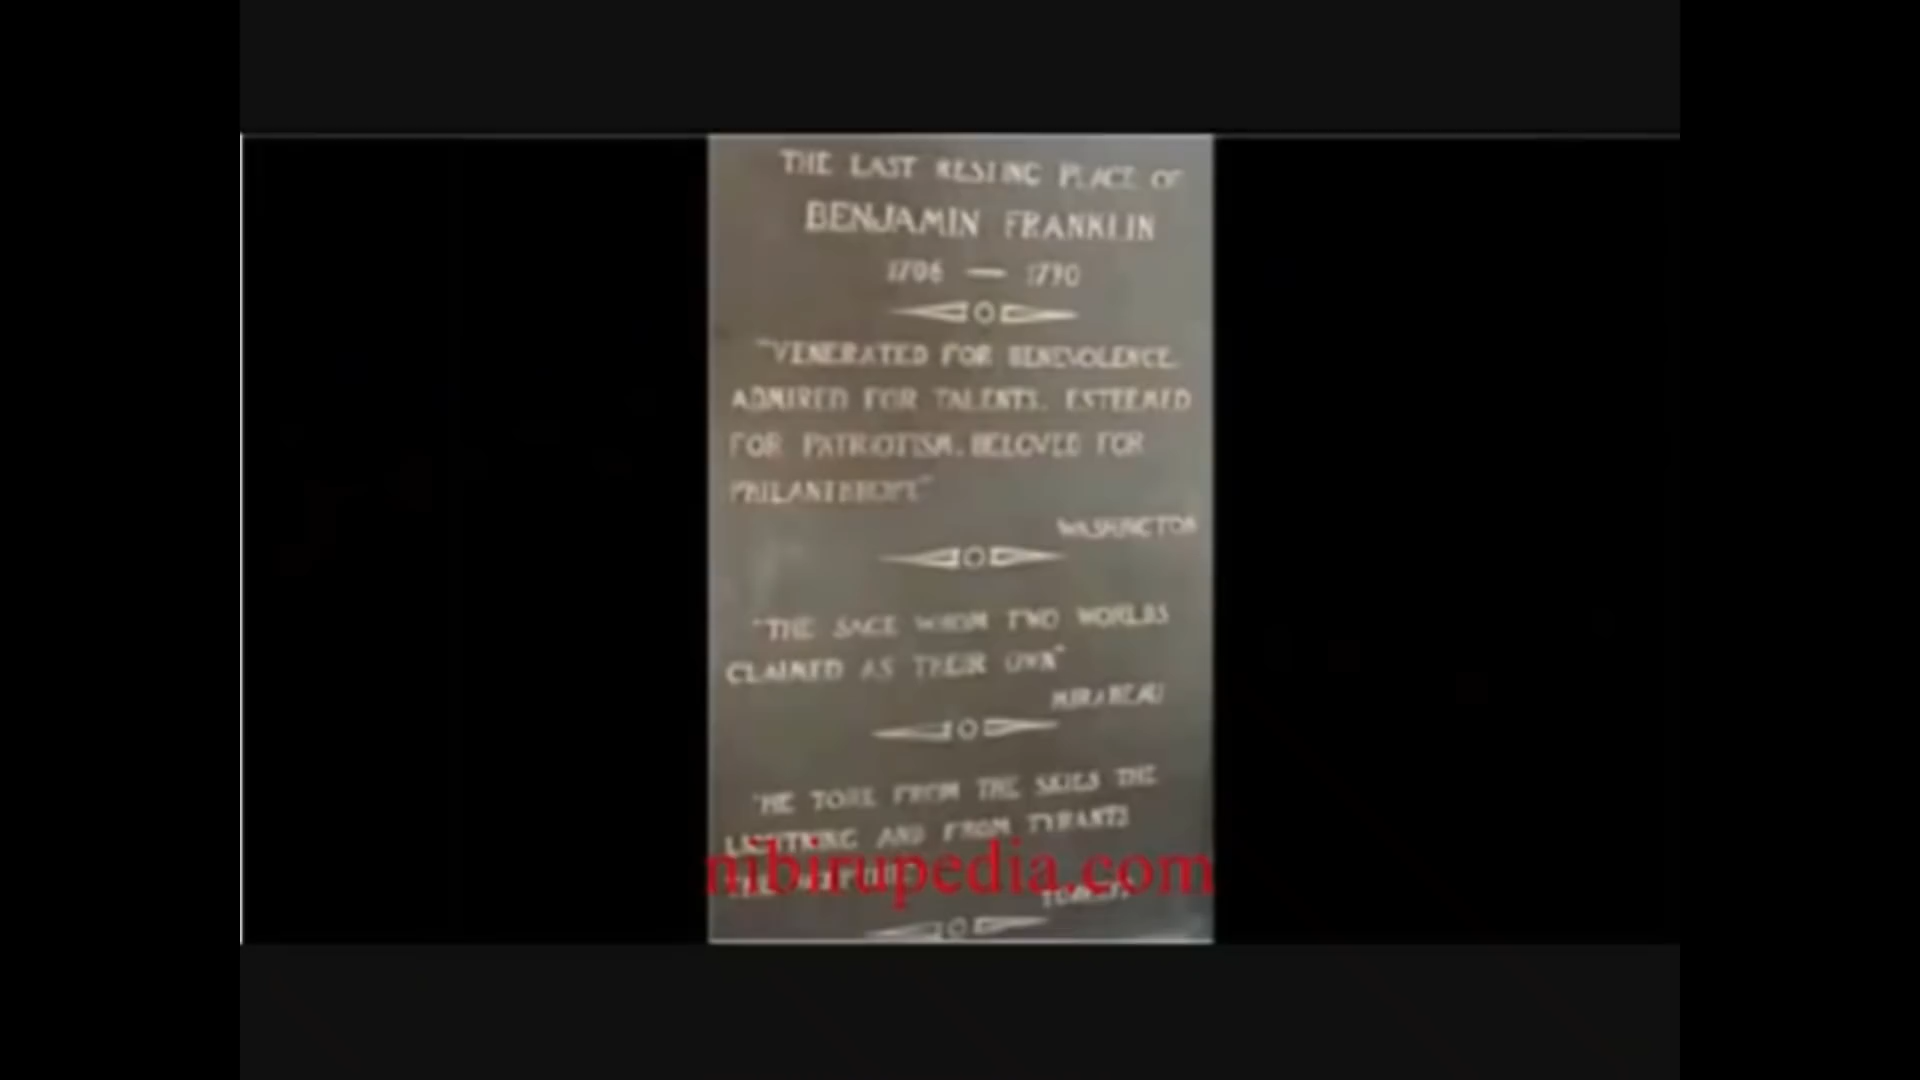 THE LAST RESTING PLACE OF
BENJAMIN FRANKLIN
1706 — 1790
"VENERATED FOR BENEVOLENCE.
ADMIRED FOR TALENTS. ESTEEMED
FOR PATRIOTISM. BELOVED FOR
PHILANTHROPY"
WASHINGTON
"THE SAGE WHOM TWO WORLDS
CLAIMED AS THEIR OWN"
MIRABEAU
"HE TORE FROM THE SKIES THE
LIGHTNING AND FROM TYRANTS
THE
nibirupedia.com